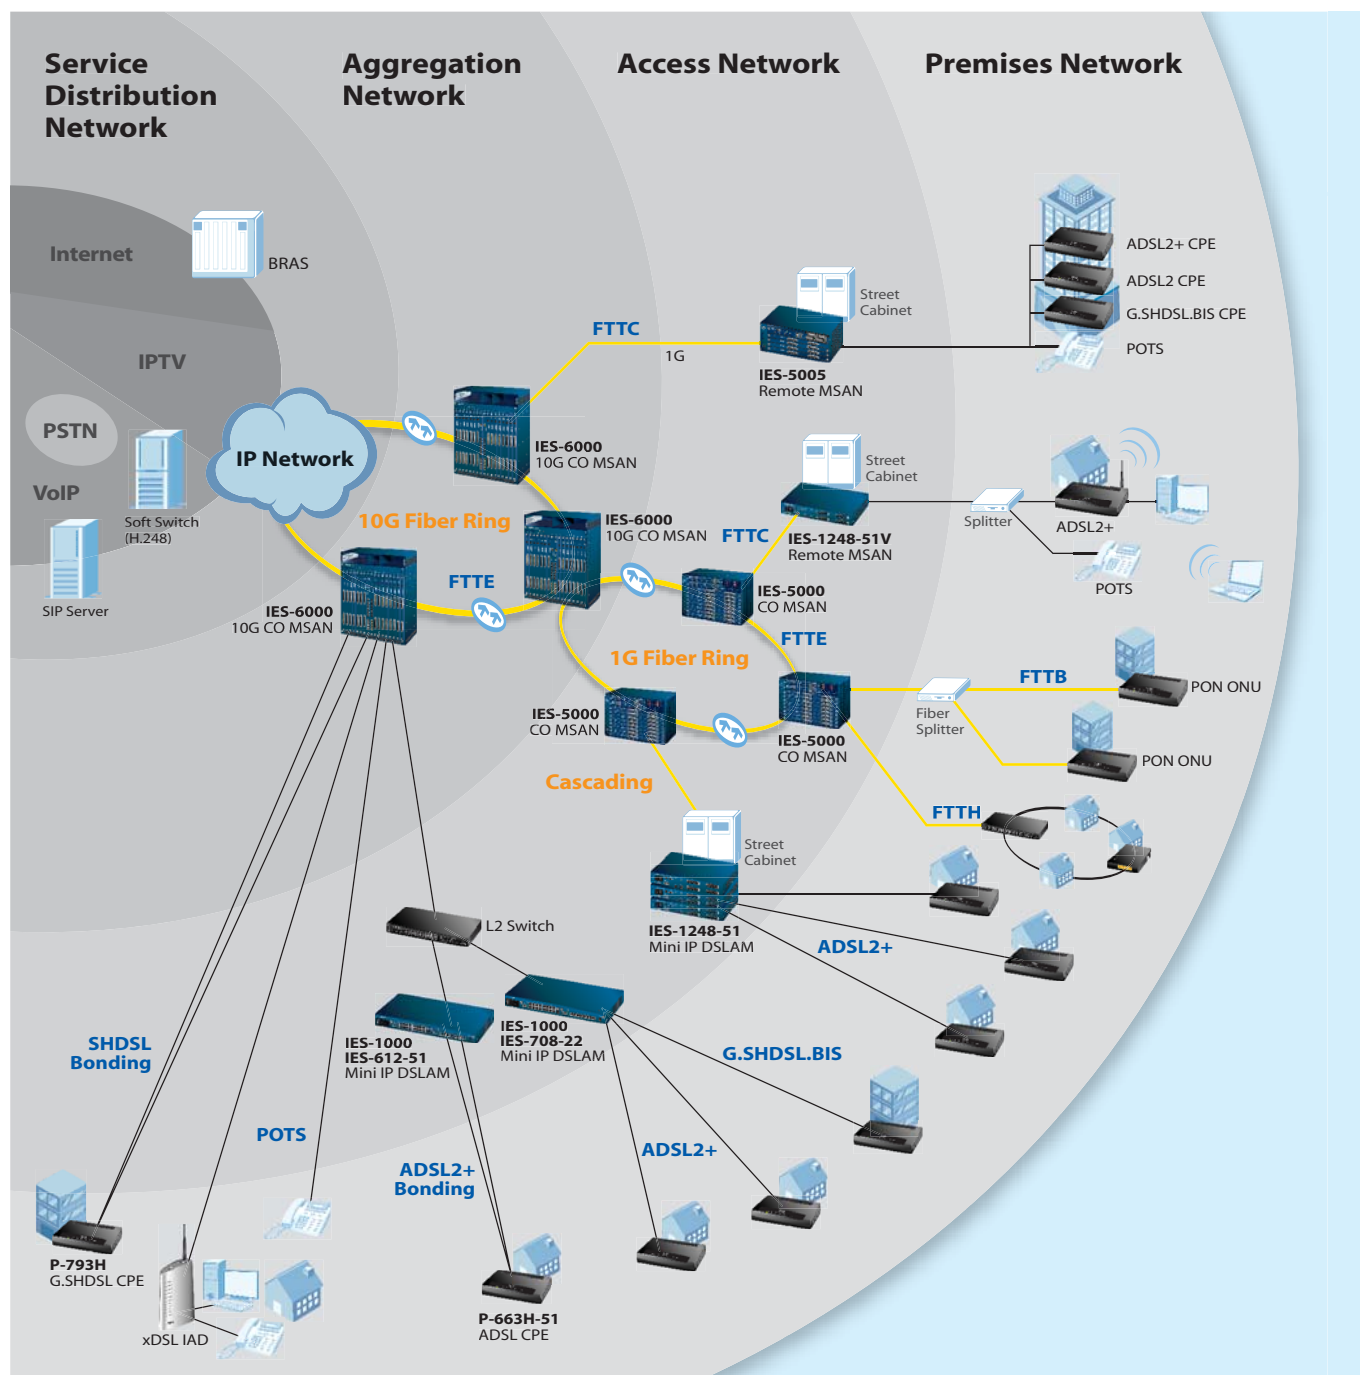 Service
Distribution
Network
Aggregation
Network
Access Network
Premises Network
Internet
BRAS
IPTV
PSTN
VoIP
Soft Switch
(H.248)
SIP Server
IP Network
10G Fiber Ring
FTTC
1G
Street
Cabinet
IES-5005
Remote MSAN
ADSL2+ CPE
ADSL2 CPE
G.SHDSL.BIS CPE
POTS
IES-6000
10G CO MSAN
IES-6000
10G CO MSAN
IES-6000
10G CO MSAN
FTTE
FTTC
Street
Cabinet
IES-1248-51V
Remote MSAN
Splitter
ADSL2+
POTS
IES-5000
CO MSAN
FTTE
1G Fiber Ring
IES-5000
CO MSAN
IES-5000
CO MSAN
Fiber
Splitter
FTTB
PON ONU
PON ONU
FTTH
Cascading
Street
Cabinet
IES-1248-51
Mini IP DSLAM
ADSL2+
L2 Switch
IES-1000
IES-612-51
Mini IP DSLAM
IES-1000
IES-708-22
Mini IP DSLAM
G.SHDSL.BIS
SHDSL
Bonding
POTS
ADSL2+
Bonding
ADSL2+
P-793H
G.SHDSL CPE
xDSL IAD
P-663H-51
ADSL CPE